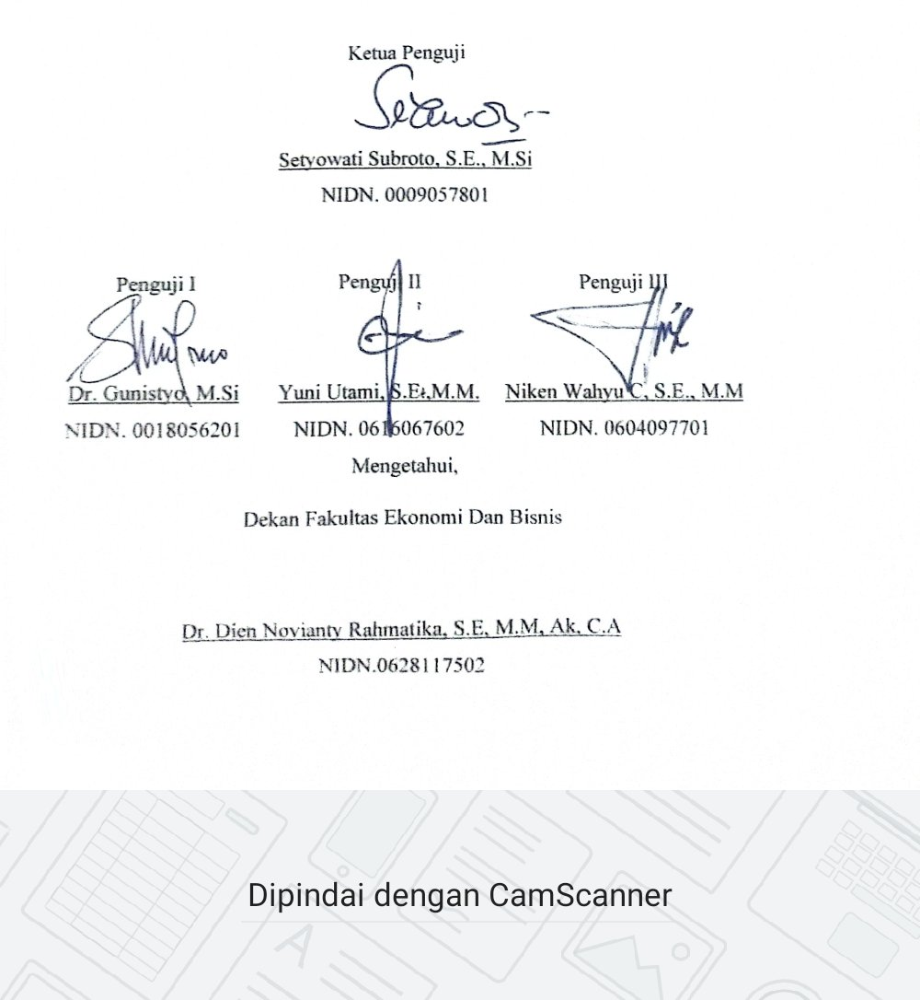 Ketua Penguji
Setyowati Subroto, S.E., M.Si
NIDN. 0009057801
Penguji I Penguji II Penguji III
Dr. Gunistyo, M.Si Yuni Utami, S.E.,M.M. Niken Wahyu C, S.E., M.M
NIDN. 0018056201 NIDN. 0616067602 NIDN. 0604097701
Mengetahui,
Dekan Fakultas Ekonomi Dan Bisnis
Dr. Dien Novianty Rahmatika, S.E, M.M, Ak, C.A
NIDN.0628117502
Dipindai dengan CamScanner